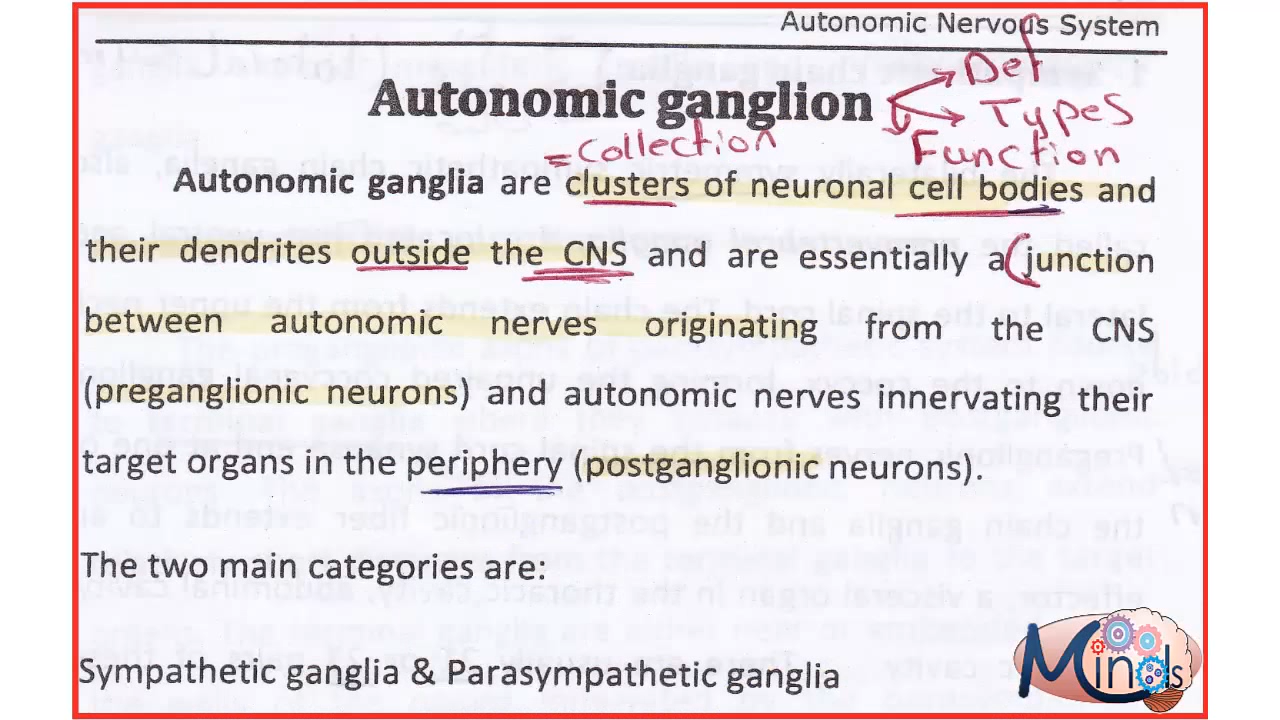 Autonomic Nervous System
Autonomic ganglion
Def
Types
Function
= collection
Autonomic ganglia are clusters of neuronal cell bodies and
their dendrites outside the CNS and are essentially a junction
between autonomic nerves originating from the CNS
(preganglionic neurons) and autonomic nerves innervating their
target organs in the periphery (postganglionic neurons).
The two main categories are:
Sympathetic ganglia & Parasympathetic ganglia
Minds